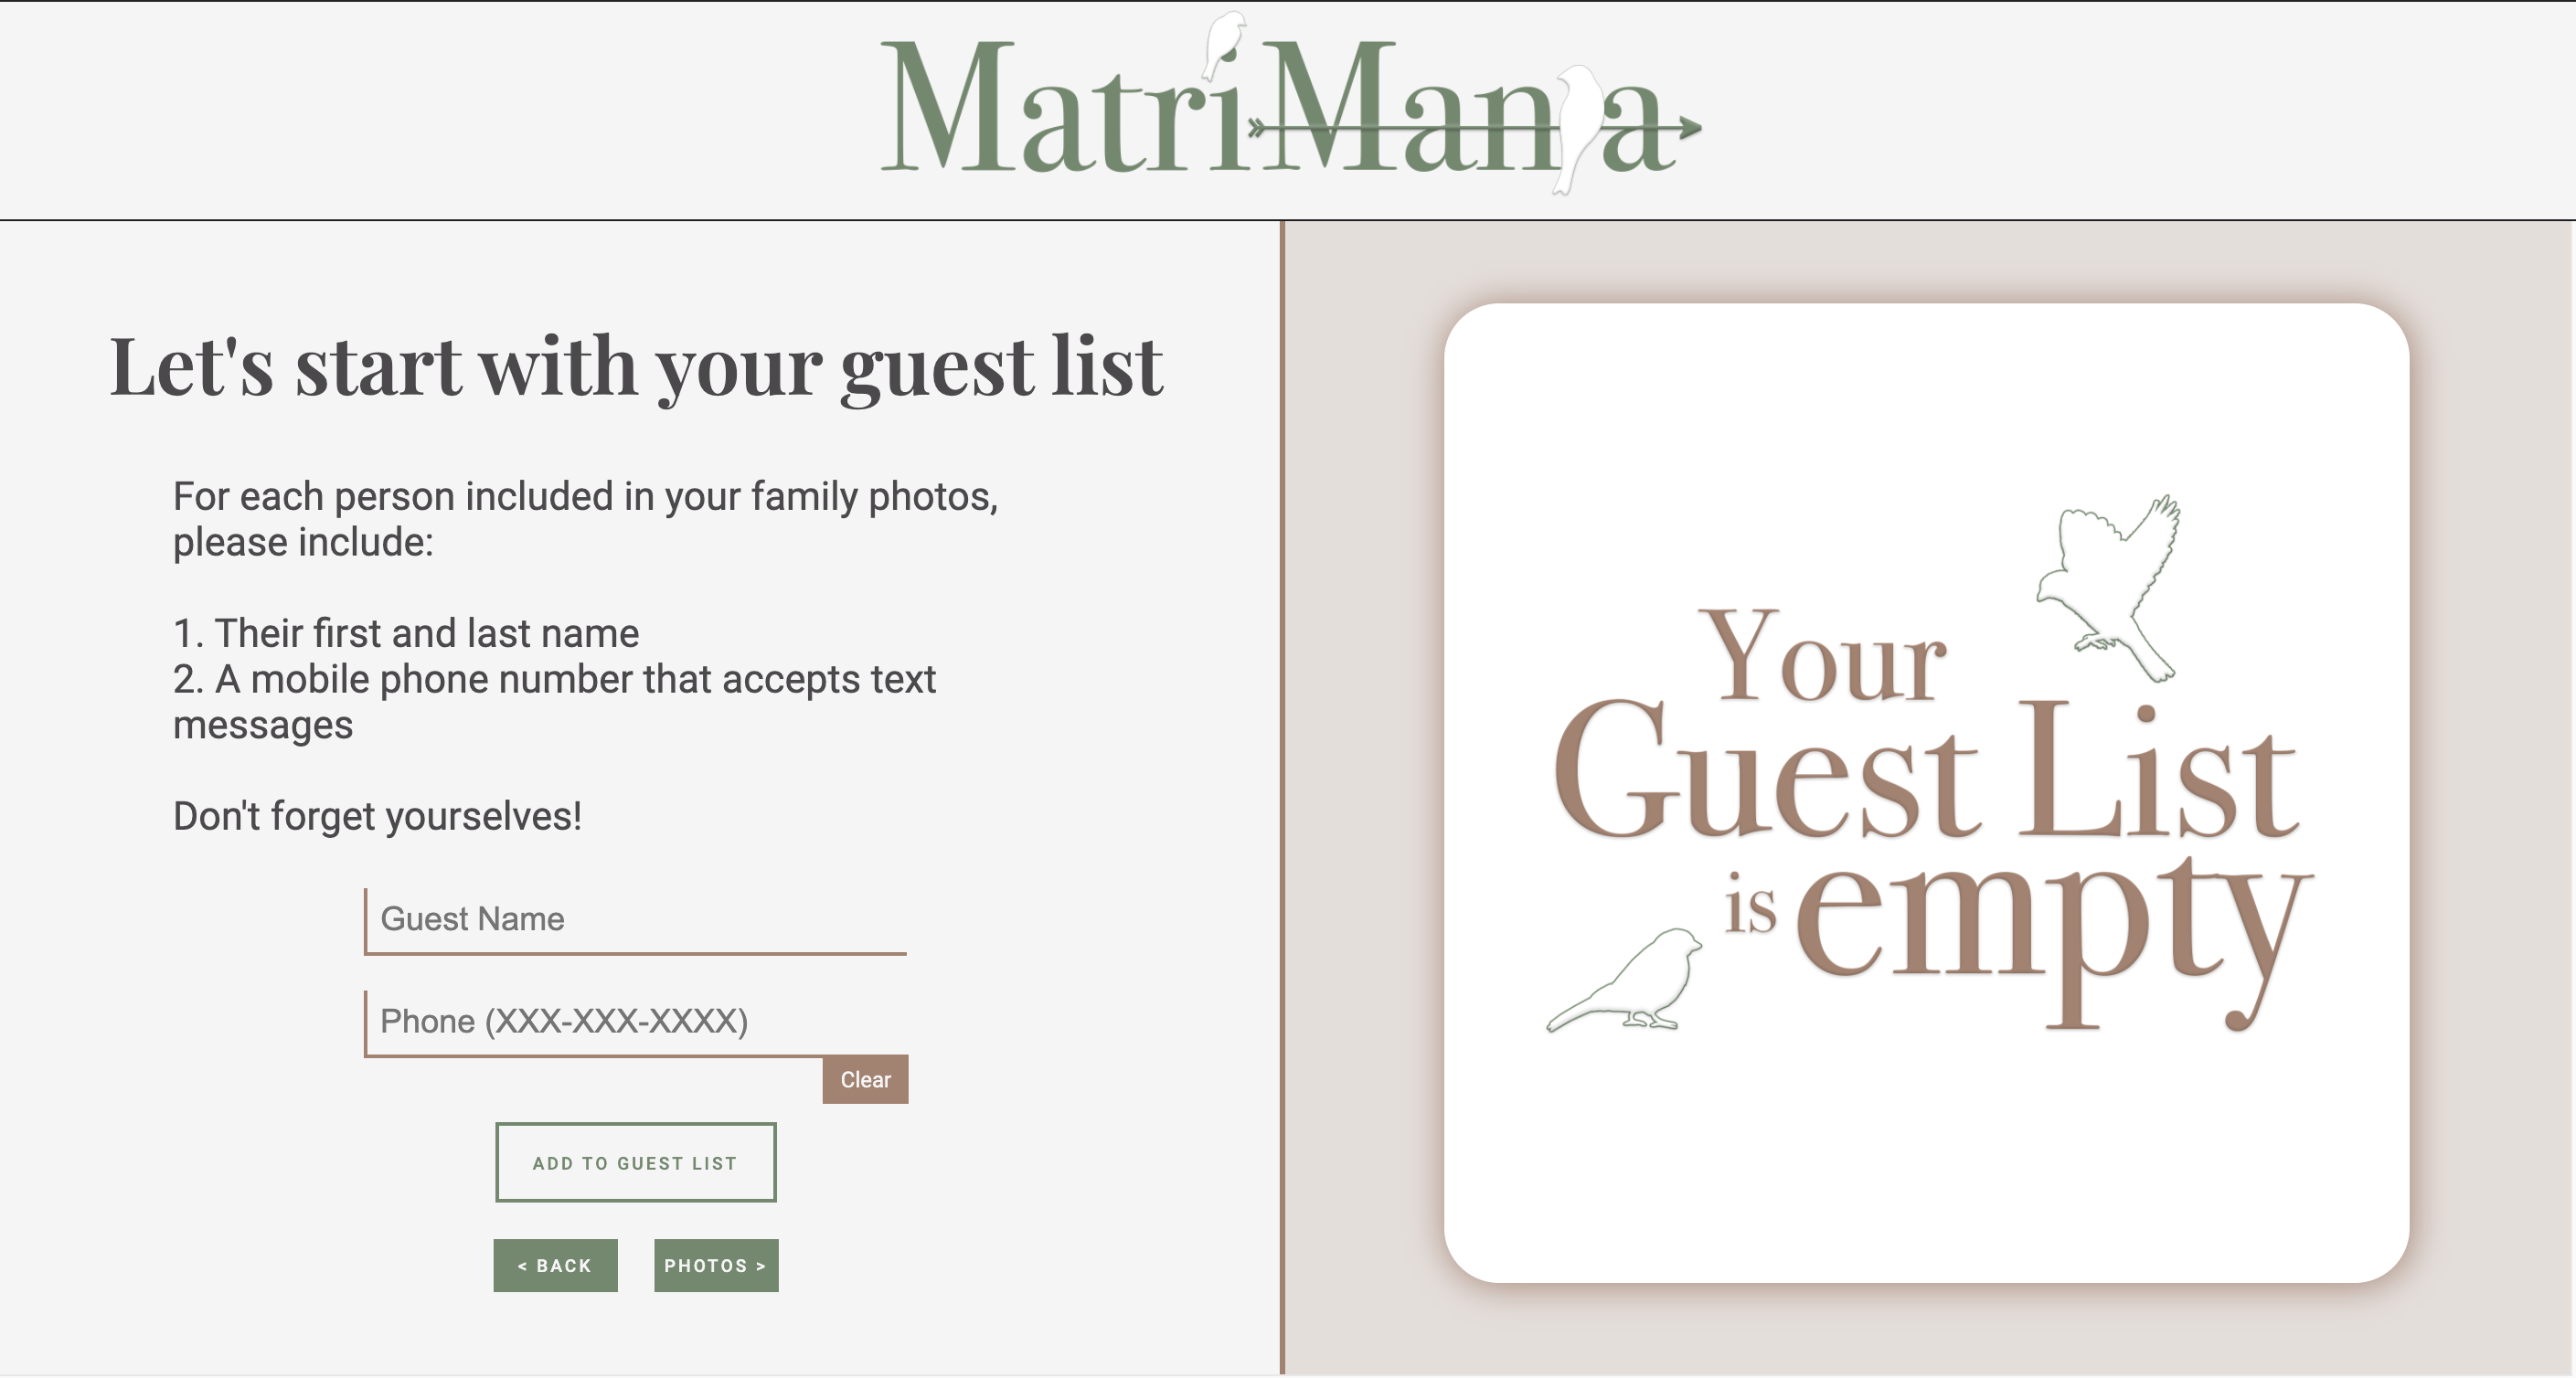 MatriMania
Let's start with your guest list
For each person included in your family photos,
please include:
1. Their first and last name
2. A mobile phone number that accepts text
messages
Don't forget yourselves!
Guest Name
Phone (XXX-XXX-XXXX)
Clear
ADD TO GUEST LIST
< BACK
PHOTOS >
Your
Guest List
is empty